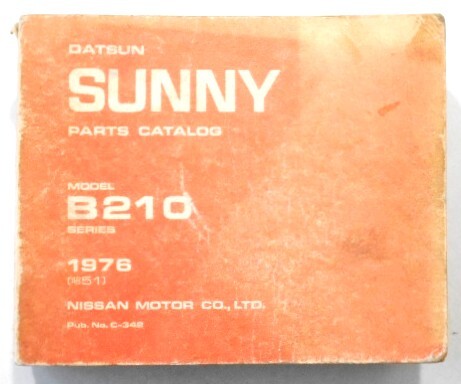 DATSUN
SUNNY
PARTS CATALOG
MODEL
B210
SERIES
1976
(昭51)
NISSAN MOTOR CO., LTD.
Pub. No. C-348